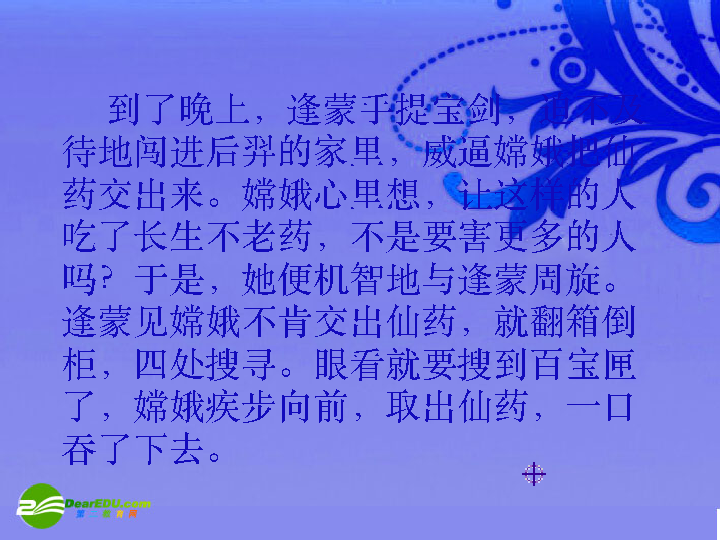 到了晚上，逢蒙手提宝剑，迫不及
待地闯进后羿的家里，威逼嫦娥把仙
药交出来。嫦娥心里想，让这样的人
吃了长生不老药，不是要害更多的人
吗？于是，她便机智地与逢蒙周旋。
逢蒙见嫦娥不肯交出仙药，就翻箱倒
柜，四处搜寻。眼看就要搜到百宝匣
了，嫦娥疾步向前，取出仙药，一口
吞了下去。
DearEDU.com